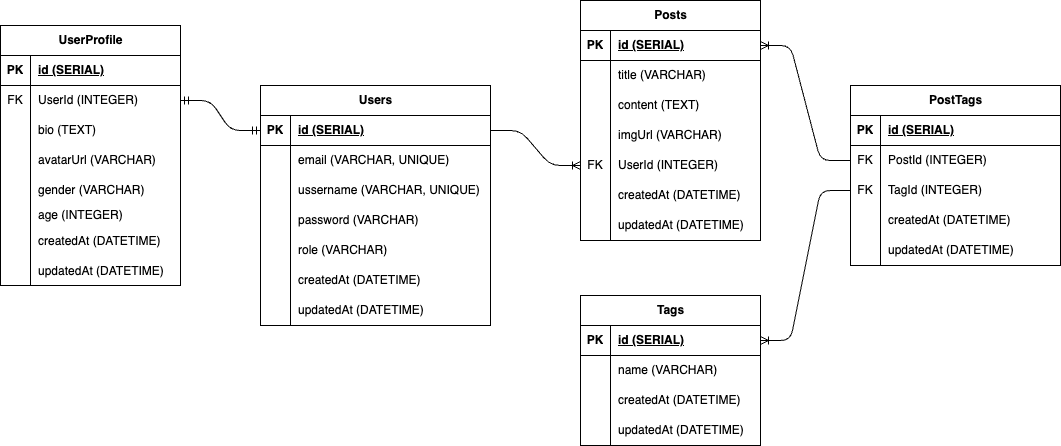 UserProfile
PK id (SERIAL)
FK UserId (INTEGER)
bio (TEXT)
avatarUrl (VARCHAR)
gender (VARCHAR)
age (INTEGER)
createdAt (DATETIME)
updatedAt (DATETIME)
Users
PK id (SERIAL)
email (VARCHAR, UNIQUE)
ussername (VARCHAR, UNIQUE)
password (VARCHAR)
role (VARCHAR)
createdAt (DATETIME)
updatedAt (DATETIME)
Posts
PK id (SERIAL)
title (VARCHAR)
content (TEXT)
imgUrl (VARCHAR)
FK UserId (INTEGER)
createdAt (DATETIME)
updatedAt (DATETIME)
Tags
PK id (SERIAL)
name (VARCHAR)
createdAt (DATETIME)
updatedAt (DATETIME)
PostTags
PK id (SERIAL)
FK PostId (INTEGER)
FK TagId (INTEGER)
createdAt (DATETIME)
updatedAt (DATETIME)